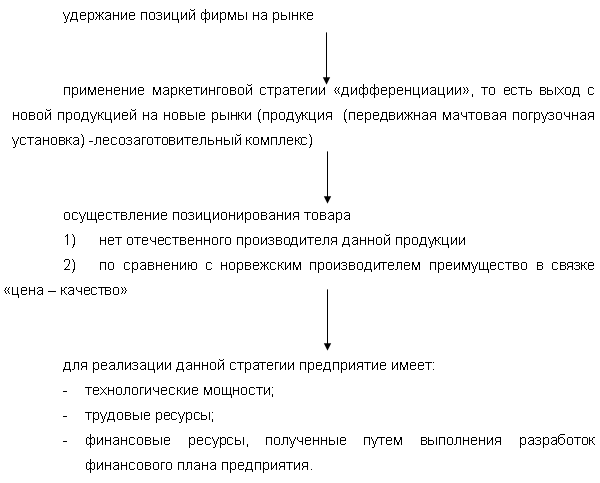 удержание позиций фирмы на рынке
применение маркетинговой стратегии «дифференциации», то есть выход с
новой продукцией на новые рынки (продукция (передвижная мачтовая погрузочная
установка) -лесозаготовительный комплекс)
осуществление позиционирования товара
1) нет отечественного производителя данной продукции
2) по сравнению с норвежским производителем преимущество в связке
«цена – качество»
для реализации данной стратегии предприятие имеет:
- технологические мощности;
- трудовые ресурсы;
- финансовые ресурсы, полученные путем выполнения разработок
финансового плана предприятия.